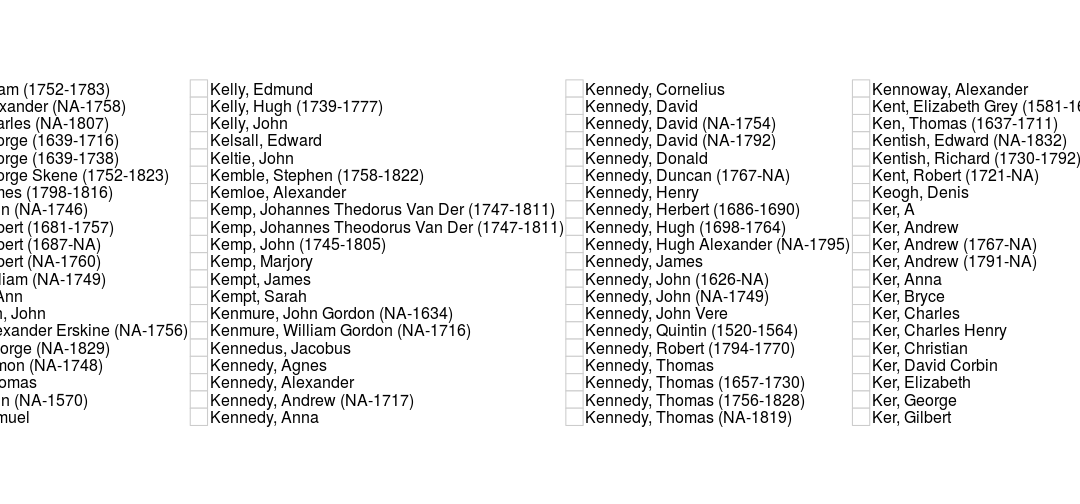 am (1752-1783)
xander (NA-1758)
arles (NA-1807)
orge (1639-1716)
orge (1639-1738)
orge Skene (1752-1823)
mes (1798-1816)
n (NA-1746)
bert (1681-1757)
bert (1687-NA)
bert (NA-1760)
liam (NA-1749)
Ann
, John
exander Erskine (NA-1756)
orge (NA-1829)
mon (NA-1748)
omas
n (NA-1570)
muel
Kelly, Edmund
Kelly, Hugh (1739-1777)
Kelly, John
Kelsall, Edward
Keltie, John
Kemble, Stephen (1758-1822)
Kemloe, Alexander
Kemp, Johannes Thedorus Van Der (1747-1811)
Kemp, Johannes Theodorus Van Der (1747-1811)
Kemp, John (1745-1805)
Kemp, Marjory
Kempt, James
Kempt, Sarah
Kenmure, John Gordon (NA-1634)
Kenmure, William Gordon (NA-1716)
Kennedus, Jacobus
Kennedy, Agnes
Kennedy, Alexander
Kennedy, Andrew (NA-1717)
Kennedy, Anna
Kennedy, Cornelius
Kennedy, David
Kennedy, David (NA-1754)
Kennedy, David (NA-1792)
Kennedy, Donald
Kennedy, Duncan (1767-NA)
Kennedy, Henry
Kennedy, Herbert (1686-1690)
Kennedy, Hugh (1698-1764)
Kennedy, Hugh Alexander (NA-1795)
Kennedy, James
Kennedy, John (1626-NA)
Kennedy, John (NA-1749)
Kennedy, John Vere
Kennedy, Quintin (1520-1564)
Kennedy, Robert (1794-1770)
Kennedy, Thomas
Kennedy, Thomas (1657-1730)
Kennedy, Thomas (1756-1828)
Kennedy, Thomas (NA-1819)
Kennoway, Alexander
Kent, Elizabeth Grey (1581-16
Ken, Thomas (1637-1711)
Kentish, Edward (NA-1832)
Kentish, Richard (1730-1792)
Kent, Robert (1721-NA)
Keogh, Denis
Ker, A
Ker, Andrew
Ker, Andrew (1767-NA)
Ker, Andrew (1791-NA)
Ker, Anna
Ker, Bryce
Ker, Charles
Ker, Charles Henry
Ker, Christian
Ker, David Corbin
Ker, Elizabeth
Ker, George
Ker, Gilbert